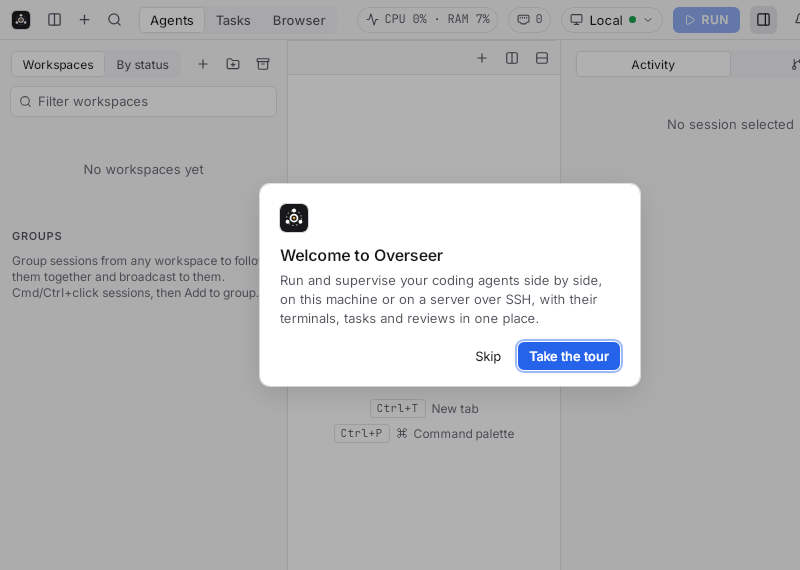 Agents
Tasks
Browser
CPU 0% · RAM 7%
0
Local
RUN
Workspaces
By status
Activity
Filter workspaces
No session selected
No workspaces yet
GROUPS
Group sessions from any workspace to
them together and broadcast to them.
Cmd/Ctrl+click sessions, then Add to group.
Welcome to Overseer
Run and supervise your coding agents side by side,
on this machine or on a server over SSH, with their
terminals, tasks and reviews in one place.
Skip
Take the tour
Ctrl+T New tab
Ctrl+P ⌘ Command palette